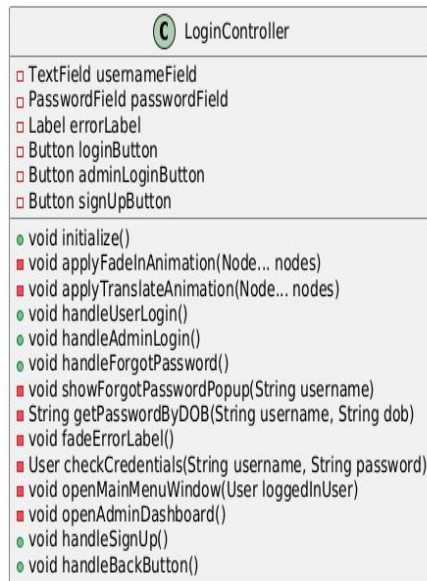 C LoginController
TextField usernameField
PasswordField passwordField
Label errorLabel
Button loginButton
Button adminLoginButton
Button signUpButton
void initialize()
void applyFadeInAnimation(Node... nodes)
void applyTranslateAnimation(Node... nodes)
void handleUserLogin()
void handleAdminLogin()
void handleForgotPassword()
void showForgotPasswordPopup(String username)
String getPasswordByDOB(String username, String dob)
void fadeErrorLabel()
User checkCredentials(String username, String password)
void openMainMenuWindow(User loggedInUser)
void openAdminDashboard()
void handleSignUp()
void handleBackButton()